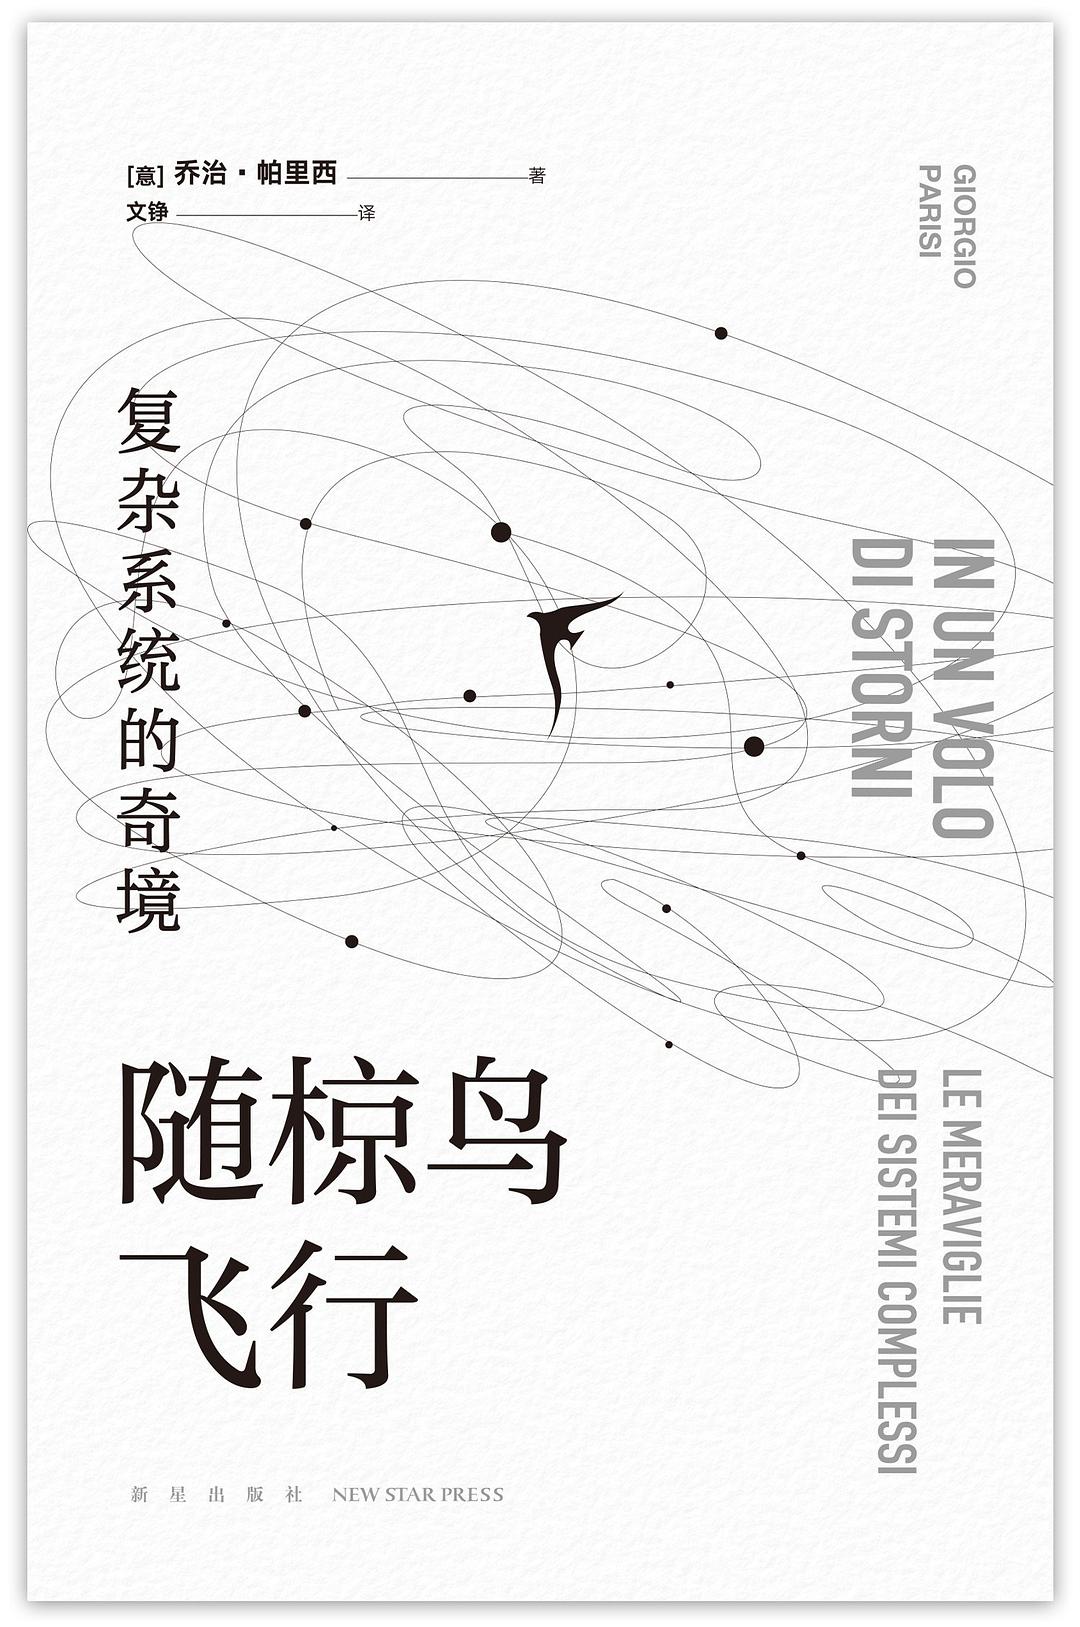 [意] 乔治·帕里西 著
文铮 译
GIORGIO
PARISI
复杂系统的奇境
IN UN VOLO
DI STORNI
随椋鸟
飞行
LE MERAVIGLIE
DEI SISTEMI COMPLESSI
新星出版社 NEW STAR PRESS